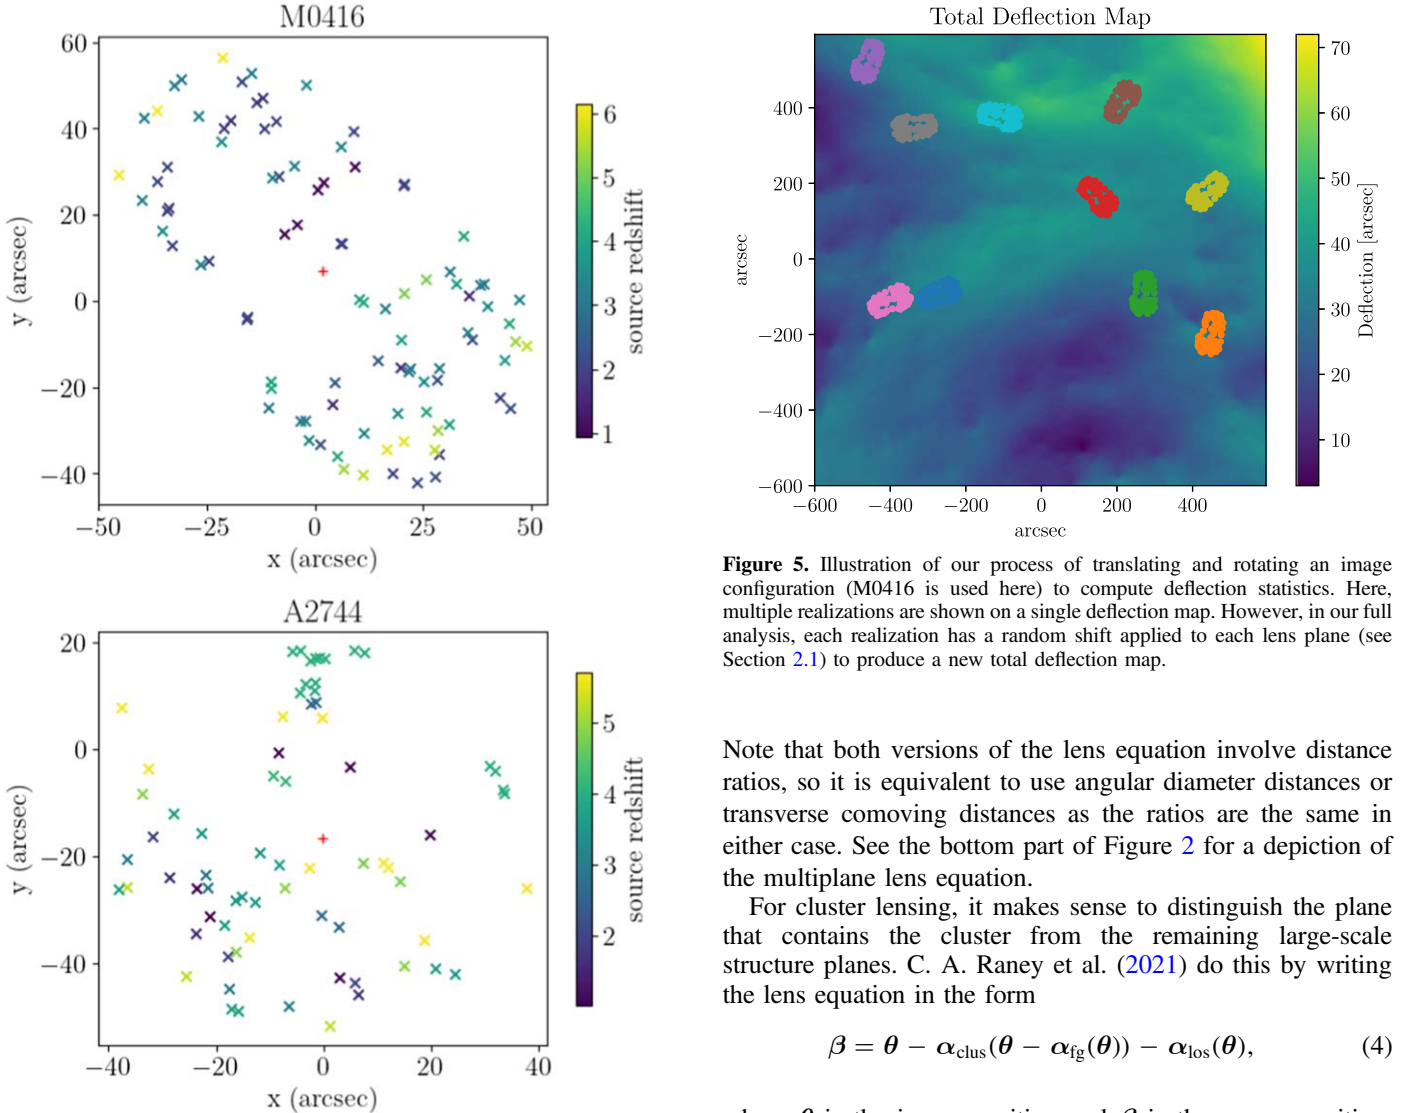 M0416
60
40
20
0
−20
−40
−50
−25
0
25
50
x (arcsec)
y (arcsec)
6
5
4
3
2
1
source redshift
A2744
20
0
−20
−40
−40
−20
0
20
40
x (arcsec)
y (arcsec)
5
4
3
2
source redshift
Total Deflection Map
400
200
0
−200
−400
−600
−600
−400
−200
0
200
400
arcsec
arcsec
70
60
50
40
30
20
10
Deflection [arcsec]
Figure 5. Illustration of our process of translating and rotating an image
configuration (M0416 is used here) to compute deflection statistics. Here,
multiple realizations are shown on a single deflection map. However, in our full
analysis, each realization has a random shift applied to each lens plane (see
Section 2.1) to produce a new total deflection map.
Note that both versions of the lens equation involve distance
ratios, so it is equivalent to use angular diameter distances or
transverse comoving distances as the ratios are the same in
either case. See the bottom part of Figure 2 for a depiction of
the multiplane lens equation.
For cluster lensing, it makes sense to distinguish the plane
that contains the cluster from the remaining large-scale
structure planes. C. A. Raney et al. (2021) do this by writing
the lens equation in the form
β = θ − α_clus(θ − α_fg(θ)) − α_los(θ), (4)